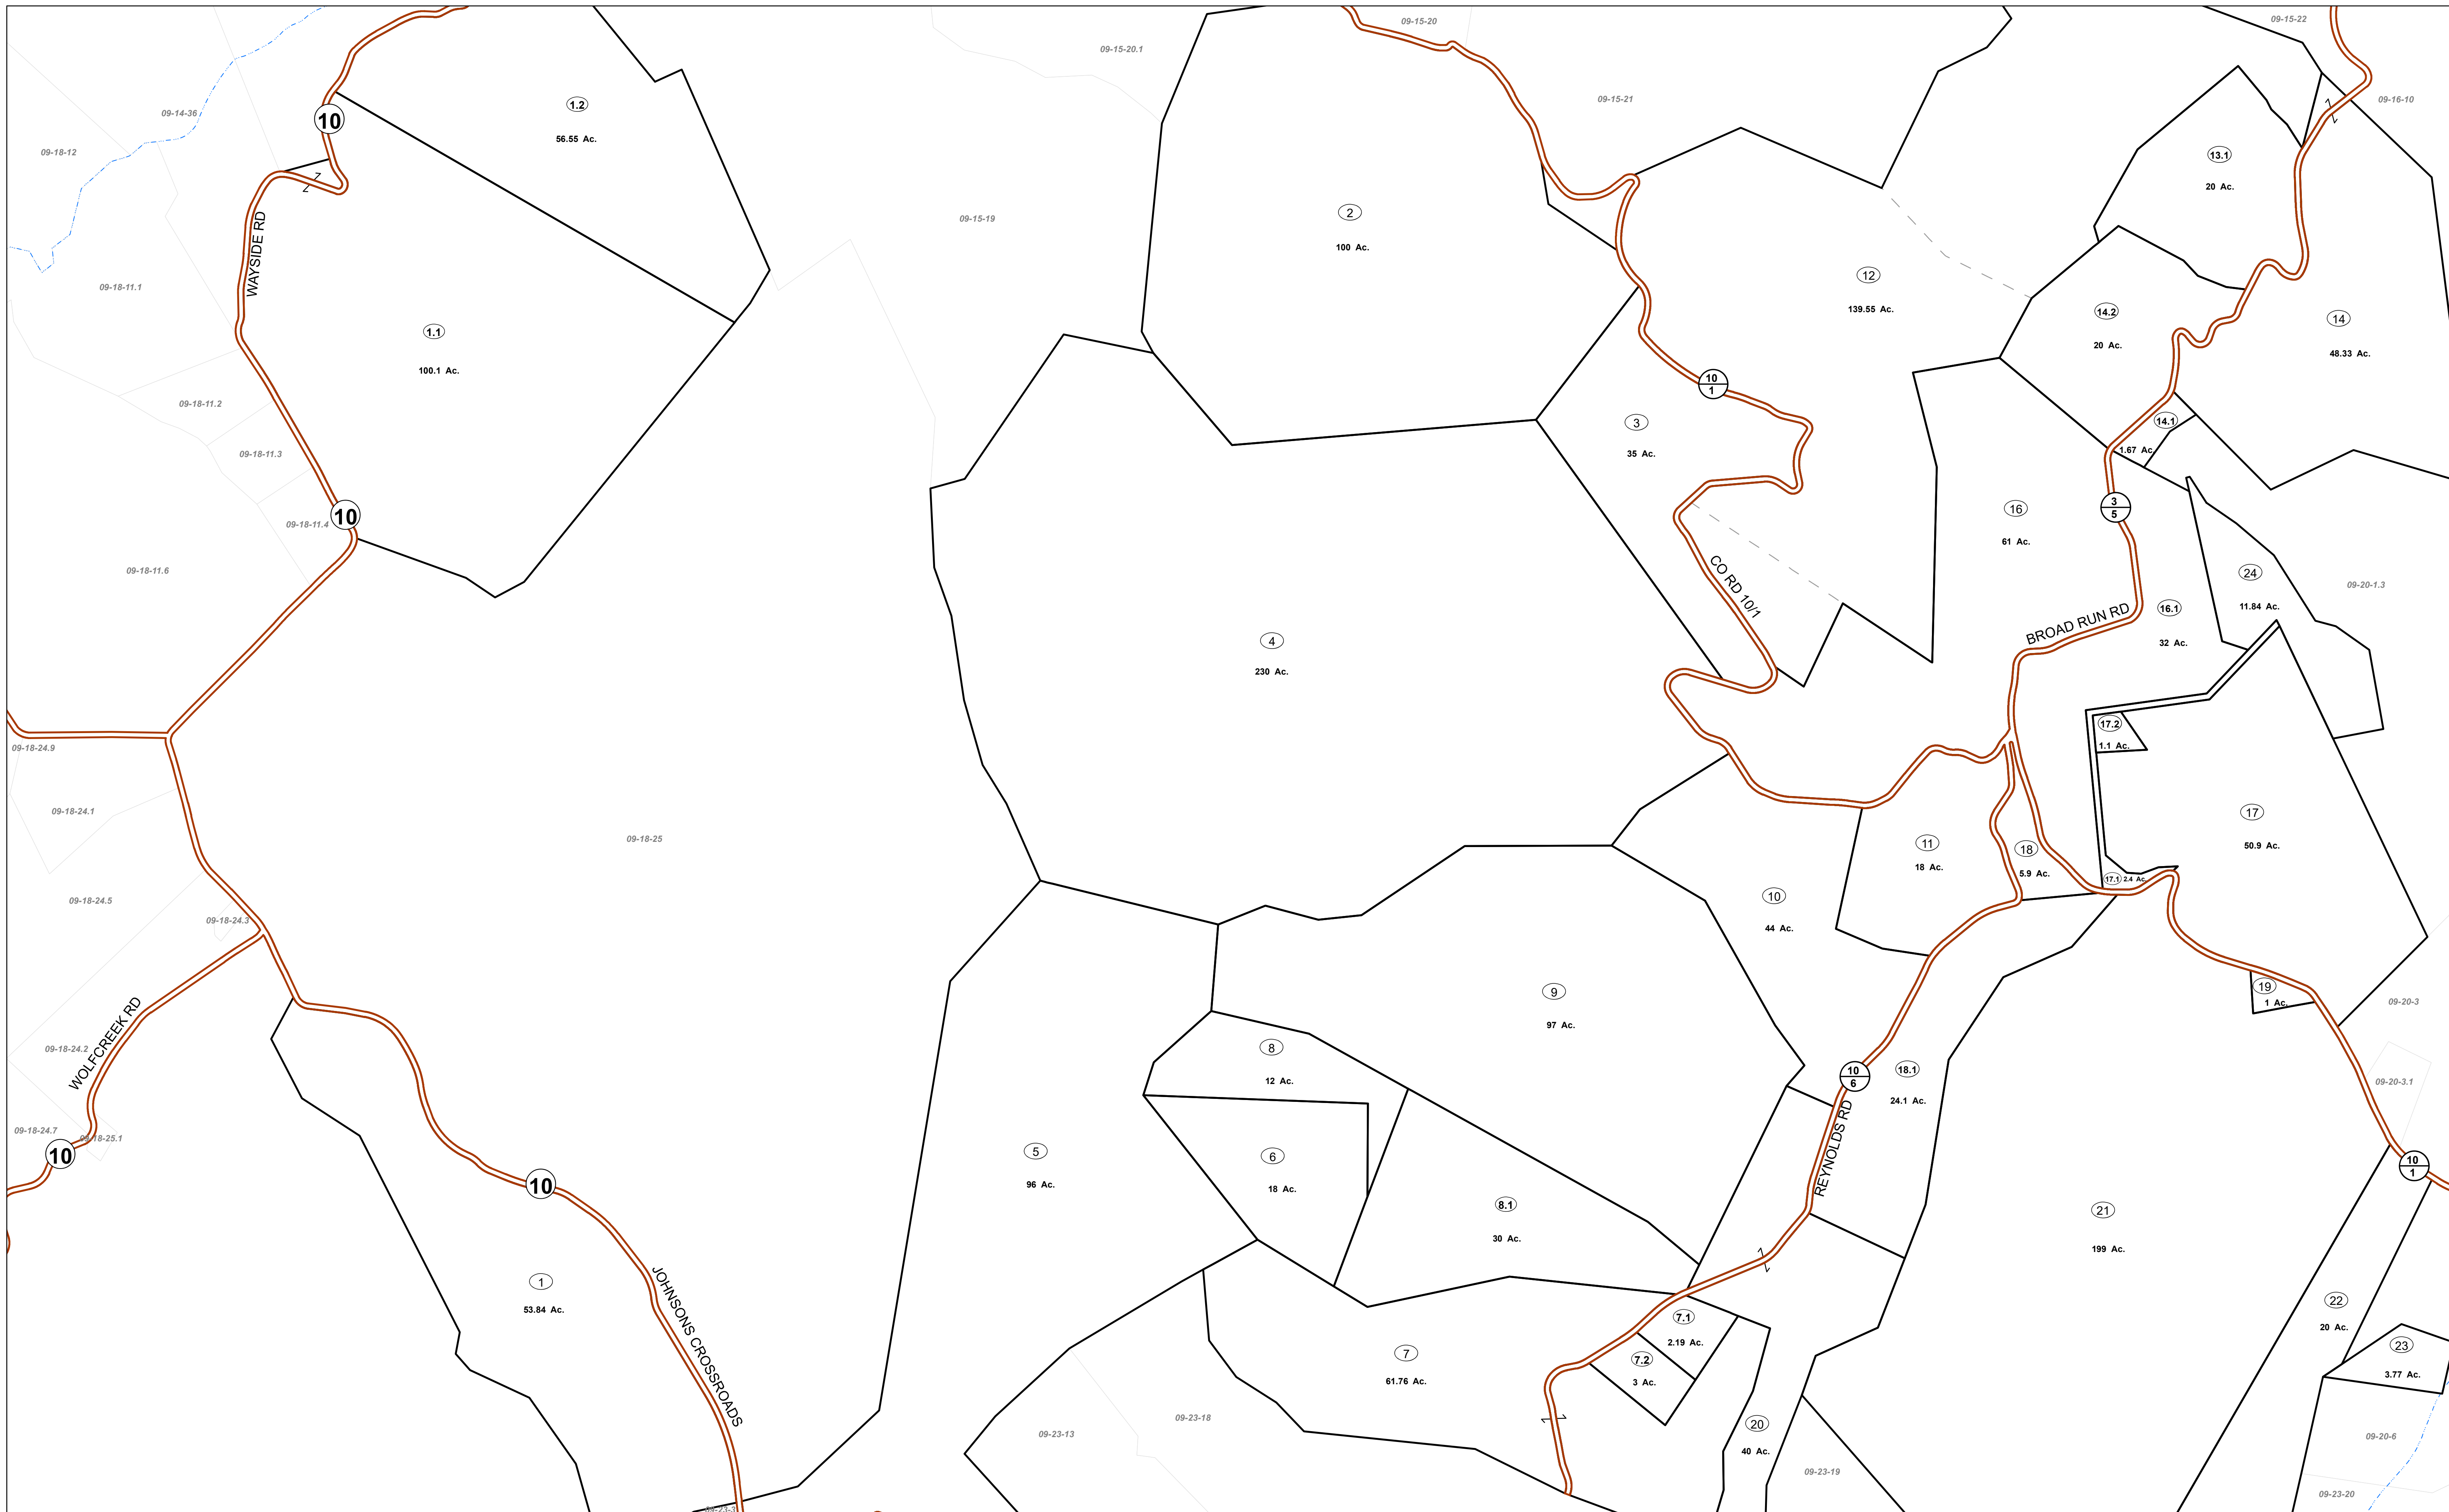 09-15-20
09-15-22
09-15-20.1
09-15-21
09-16-10
1.2
56.55 Ac.
09-14-36
10
09-18-12
13.1
20 Ac.
Z
Z
WAYSIDE RD
09-15-19
2
100 Ac.
12
139.55 Ac.
09-18-11.1
1.1
100.1 Ac.
14.2
20 Ac.
14
48.33 Ac.
10
1
09-18-11.2
3
35 Ac.
14.1
1.67 Ac.
09-18-11.3
10
09-18-11.4
16
61 Ac.
3
5
09-18-11.6
CO RD 10/1
24
11.84 Ac.
09-20-1.3
BROAD RUN RD
16.1
32 Ac.
4
230 Ac.
17.2
1.1 Ac.
09-18-24.9
09-18-24.1
09-18-25
17
50.9 Ac.
11
18 Ac.
18
5.9 Ac.
17.1 2.4 Ac.
09-18-24.5
09-18-24.3
10
44 Ac.
19
1 Ac.
09-20-3
9
97 Ac.
WOLFCREEK RD
09-18-24.2
8
12 Ac.
10
6
18.1
24.1 Ac.
09-20-3.1
09-18-24.7
09-18-25.1
10
10
5
96 Ac.
6
18 Ac.
REYNOLDS RD
10
1
8.1
30 Ac.
21
199 Ac.
Z
1
53.84 Ac.
JOHNSONS CROSSROADS
22
20 Ac.
7.1
2.19 Ac.
7
61.76 Ac.
7.2
3 Ac.
23
3.77 Ac.
Z
09-23-13
09-23-18
20
40 Ac.
09-20-6
09-23-19
09-23-20
09-23-3